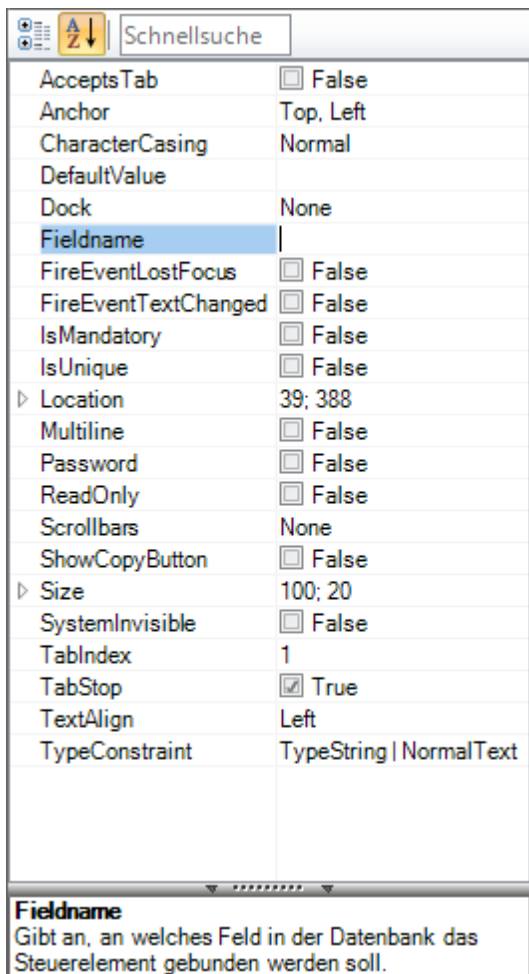 A Z Schnellsuche
AcceptsTab False
Anchor Top, Left
CharacterCasing Normal
DefaultValue
Dock None
Fieldname
FireEventLostFocus False
FireEventTextChanged False
IsMandatory False
IsUnique False
Location 39; 388
Multiline False
Password False
ReadOnly False
Scrollbars None
ShowCopyButton False
Size 100; 20
SystemInvisible False
TabIndex 1
TabStop True
TextAlign Left
TypeConstraint TypeString|NormalText
Fieldname
Gibt an, an welches Feld in der Datenbank das
Steuerelement gebunden werden soll.